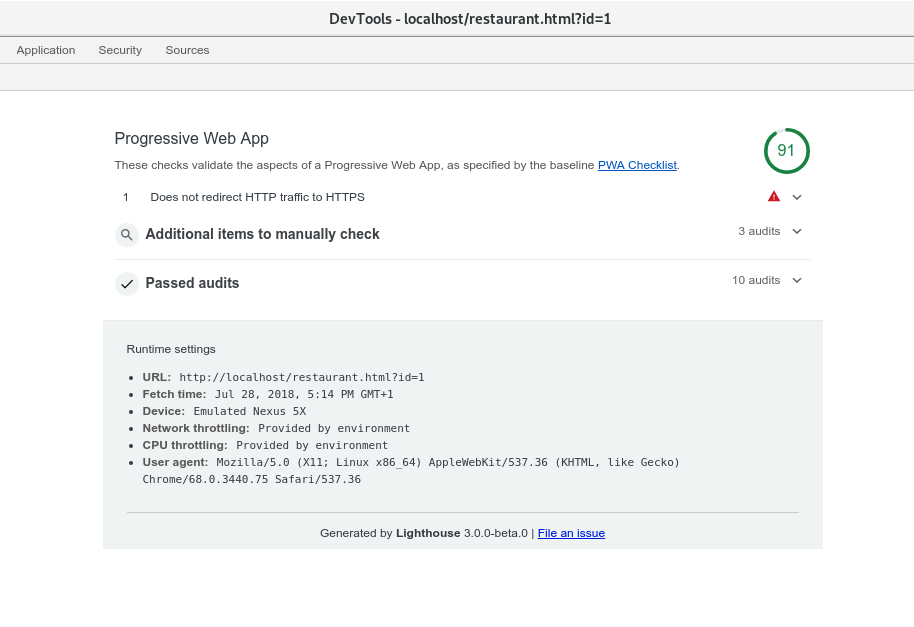 DevTools - localhost/restaurant.html?id=1
Application Security Sources
Progressive Web App
91
These checks validate the aspects of a Progressive Web App, as specified by the baseline PWA Checklist.
1 Does not redirect HTTP traffic to HTTPS
Additional items to manually check 3 audits
Passed audits 10 audits
Runtime settings
• URL: http://localhost/restaurant.html?id=1
• Fetch time: Jul 28, 2018, 5:14 PM GMT+1
• Device: Emulated Nexus 5X
• Network throttling: Provided by environment
• CPU throttling: Provided by environment
• User agent: Mozilla/5.0 (X11; Linux x86_64) AppleWebKit/537.36 (KHTML, like Gecko)
Chrome/68.0.3440.75 Safari/537.36
Generated by Lighthouse 3.0.0-beta.0 | File an issue